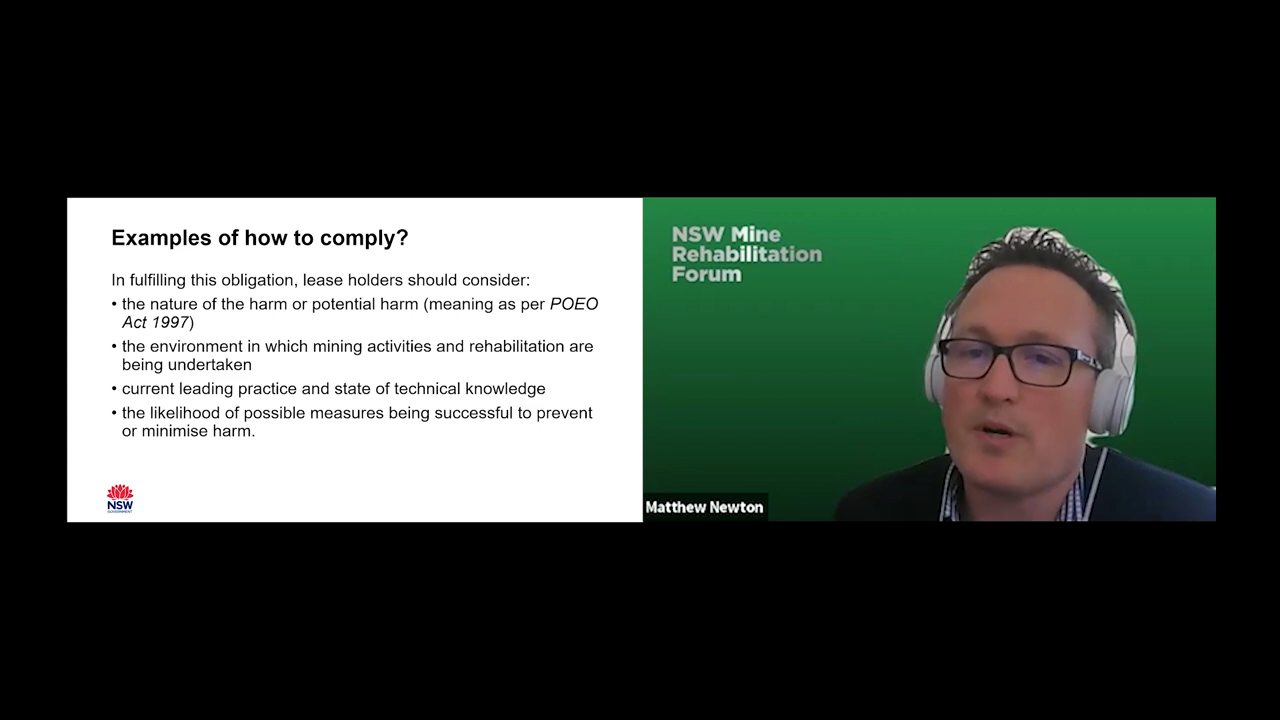 Examples of how to comply?
In fulfilling this obligation, lease holders should consider:
• the nature of the harm or potential harm (meaning as per POEO
Act 1997)
• the environment in which mining activities and rehabilitation are
being undertaken
• current leading practice and state of technical knowledge
• the likelihood of possible measures being successful to prevent
or minimise harm.
NSW
GOVERNMENT
NSW Mine
Rehabilitation
Forum
Matthew Newton